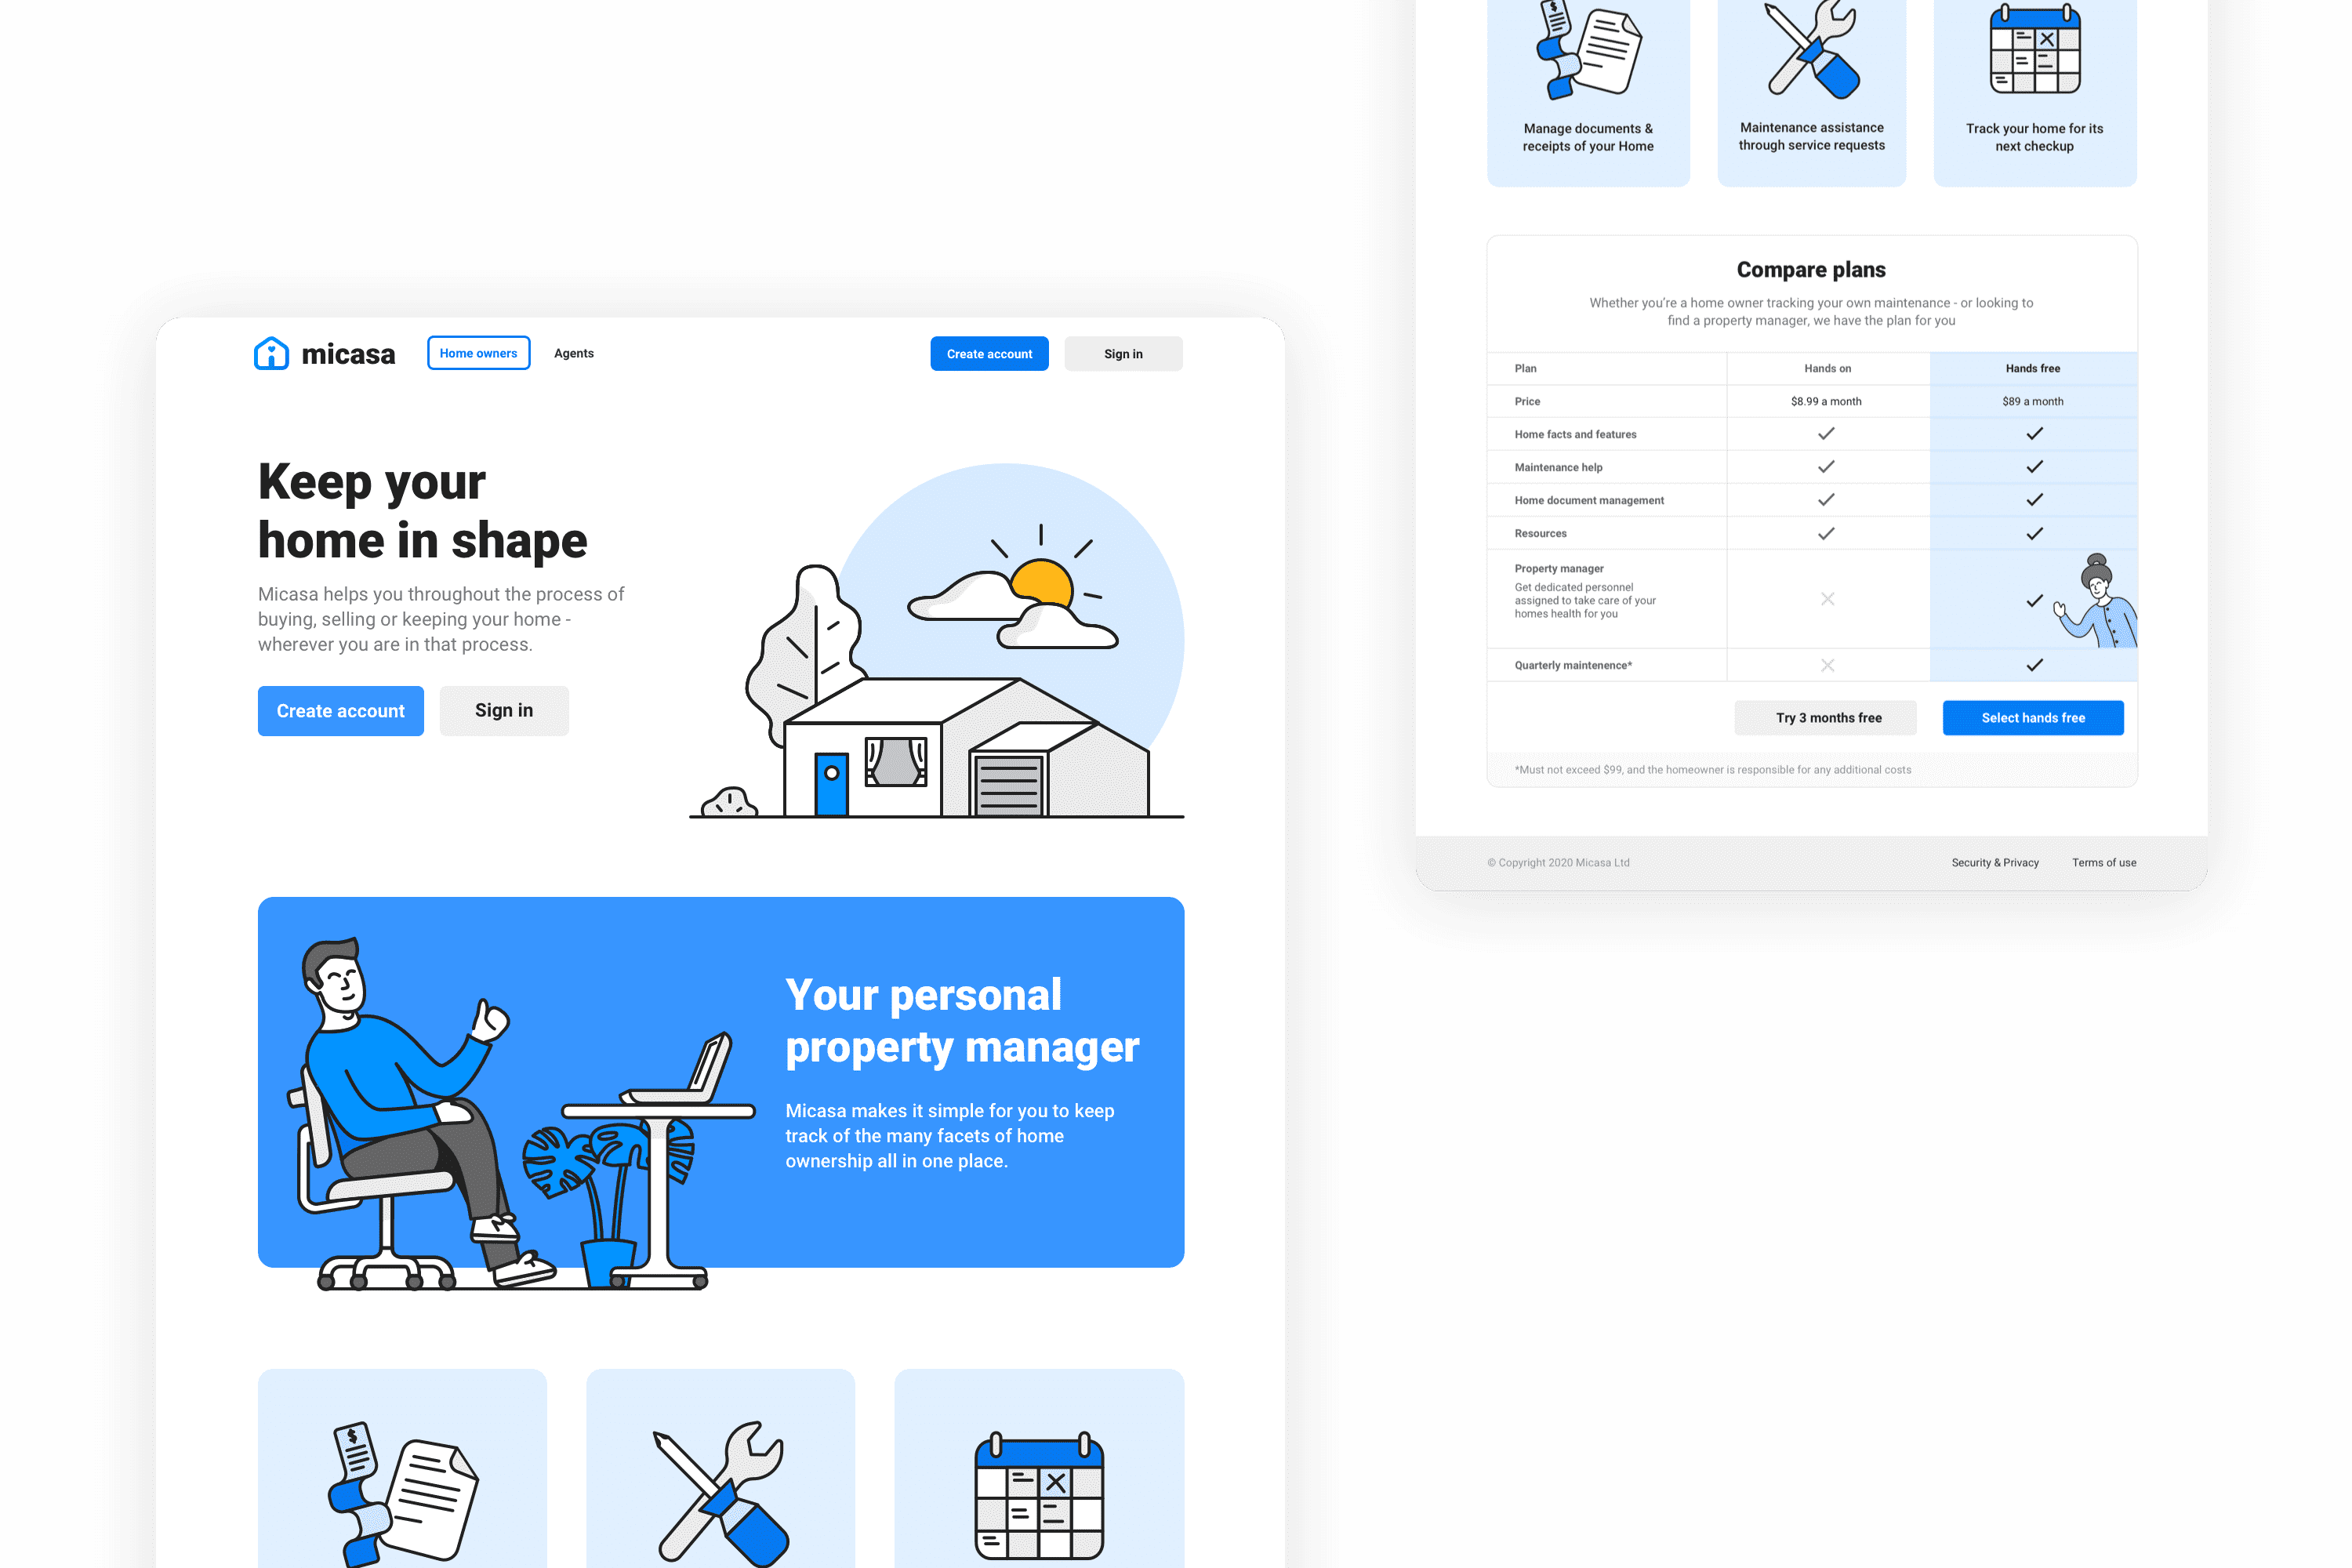 micasa
Home owners
Agents
Create account
Sign in
Keep your
home in shape
Micasa helps you throughout the process of
buying, selling or keeping your home -
wherever you are in that process.
Create account
Sign in
Your personal
property manager
Micasa makes it simple for you to keep
track of the many facets of home
ownership all in one place.
$
$
Manage documents &
receipts of your Home
Maintenance assistance
through service requests
Track your home for its
next checkup
Compare plans
Whether you're a home owner tracking your own maintenance - or looking to
find a property manager, we have the plan for you
Plan
Hands on
Hands free
Price
$8.99 a month
$89 a month
Home facts and features
Maintenance help
Home document management
Resources
Property manager
Get dedicated personnel
assigned to take care of your
homes health for you
Quarterly maintenence*
Try 3 months free
Select hands free
*Must not exceed $99, and the homeowner is responsible for any additional costs
© Copyright 2020 Micasa Ltd
Security & Privacy
Terms of use